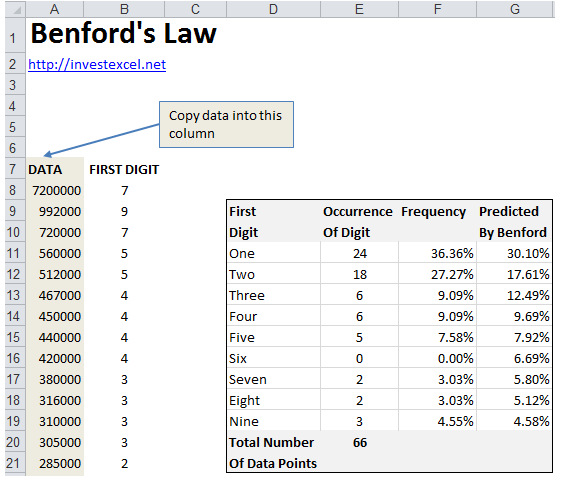 A B C D E F G
1 Benford's Law
2 http://investexcel.net
3
4 Copy data into this
5 column
6
7 DATA FIRST DIGIT
8 7200000 7
9 992000 9 First Occurrence Frequency Predicted
10 720000 7 Digit Of Digit By Benford
11 560000 5 One 24 36.36% 30.10%
12 512000 5 Two 18 27.27% 17.61%
13 467000 4 Three 6 9.09% 12.49%
14 450000 4 Four 6 9.09% 9.69%
15 440000 4 Five 5 7.58% 7.92%
16 420000 4 Six 0 0.00% 6.69%
17 380000 3 Seven 2 3.03% 5.80%
18 316000 3 Eight 2 3.03% 5.12%
19 310000 3 Nine 3 4.55% 4.58%
20 305000 3 Total Number 66
21 285000 2 Of Data Points